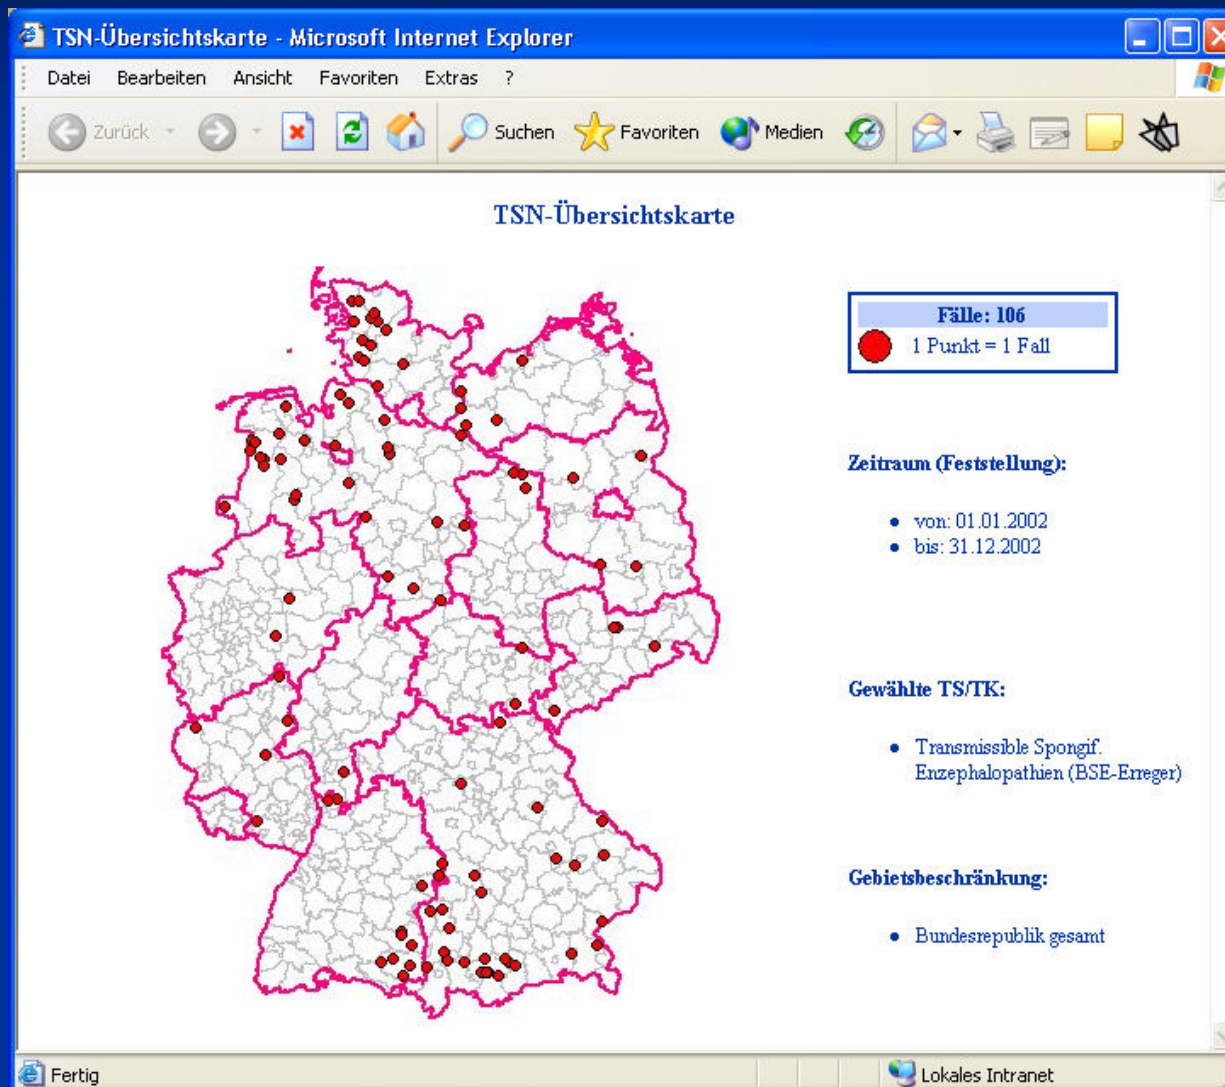 TSN-Übersichtskarte - Microsoft Internet Explorer
Datei Bearbeiten Ansicht Favoriten Extras ?
Zurück Suchen Favoriten Medien
TSN-Übersichtskarte
Fälle: 106
1 Punkt = 1 Fall
Zeitraum (Feststellung):
• von: 01.01.2002
• bis: 31.12.2002
Gewählte TS/TK:
• Transmissible Spongif.
Enzephalopathien (BSE-Erreger)
Gebietsbeschränkung:
• Bundesrepublik gesamt
Fertig Lokales Intranet